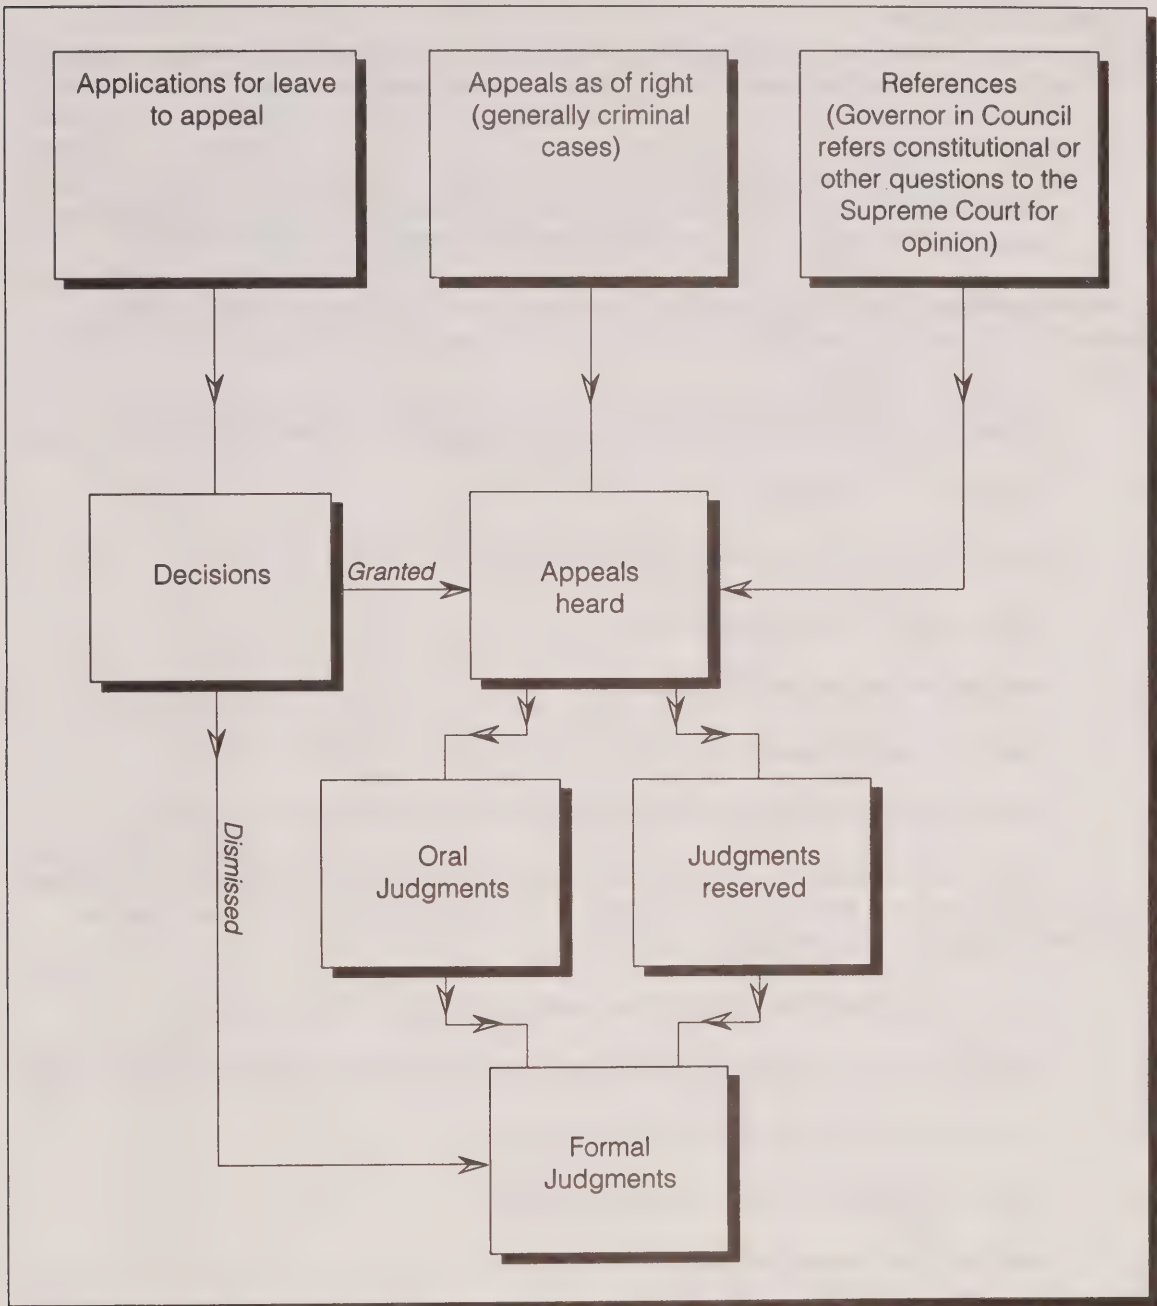 Applications for leave
to appeal
Appeals as of right
(generally criminal
cases)
References
(Governor in Council
refers constitutional or
other questions to the
Supreme Court for
opinion)
Decisions
Granted
Appeals
heard
Dismissed
Oral
Judgments
Judgments
reserved
Formal
Judgments